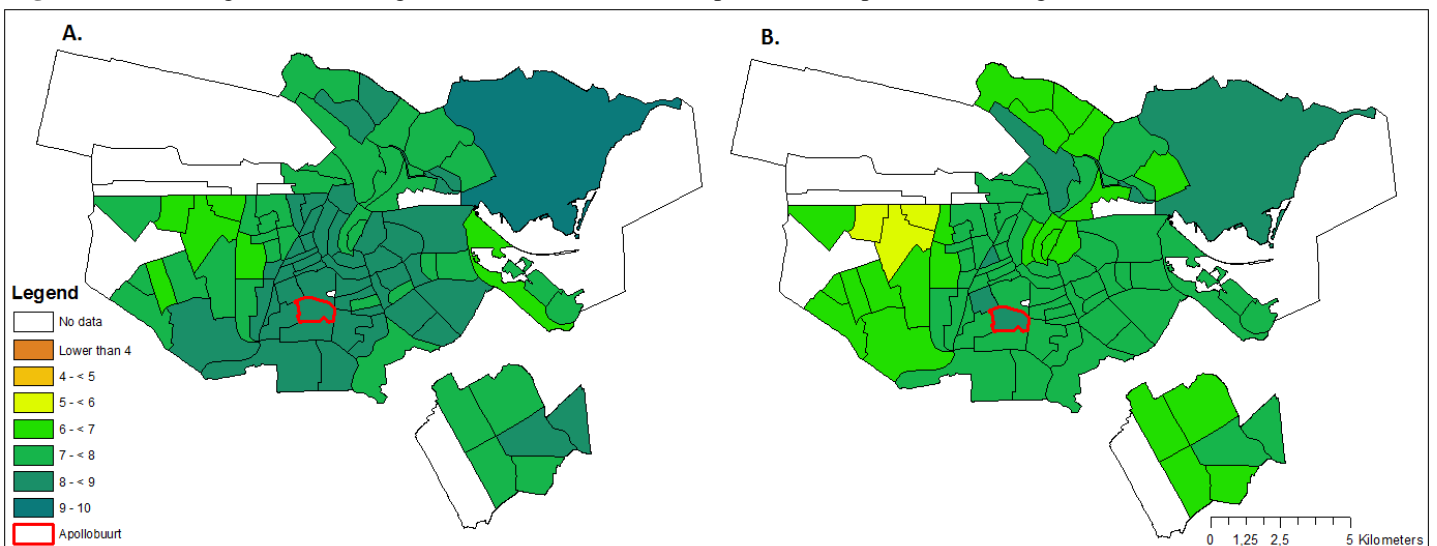 A.
B.
Legend
No data
Lower than 4
4 - < 5
5 - < 6
6 - < 7
7 - < 8
8 - < 9
9 - 10
Apollobuurt
0 1,25 2,5 5 Kilometers